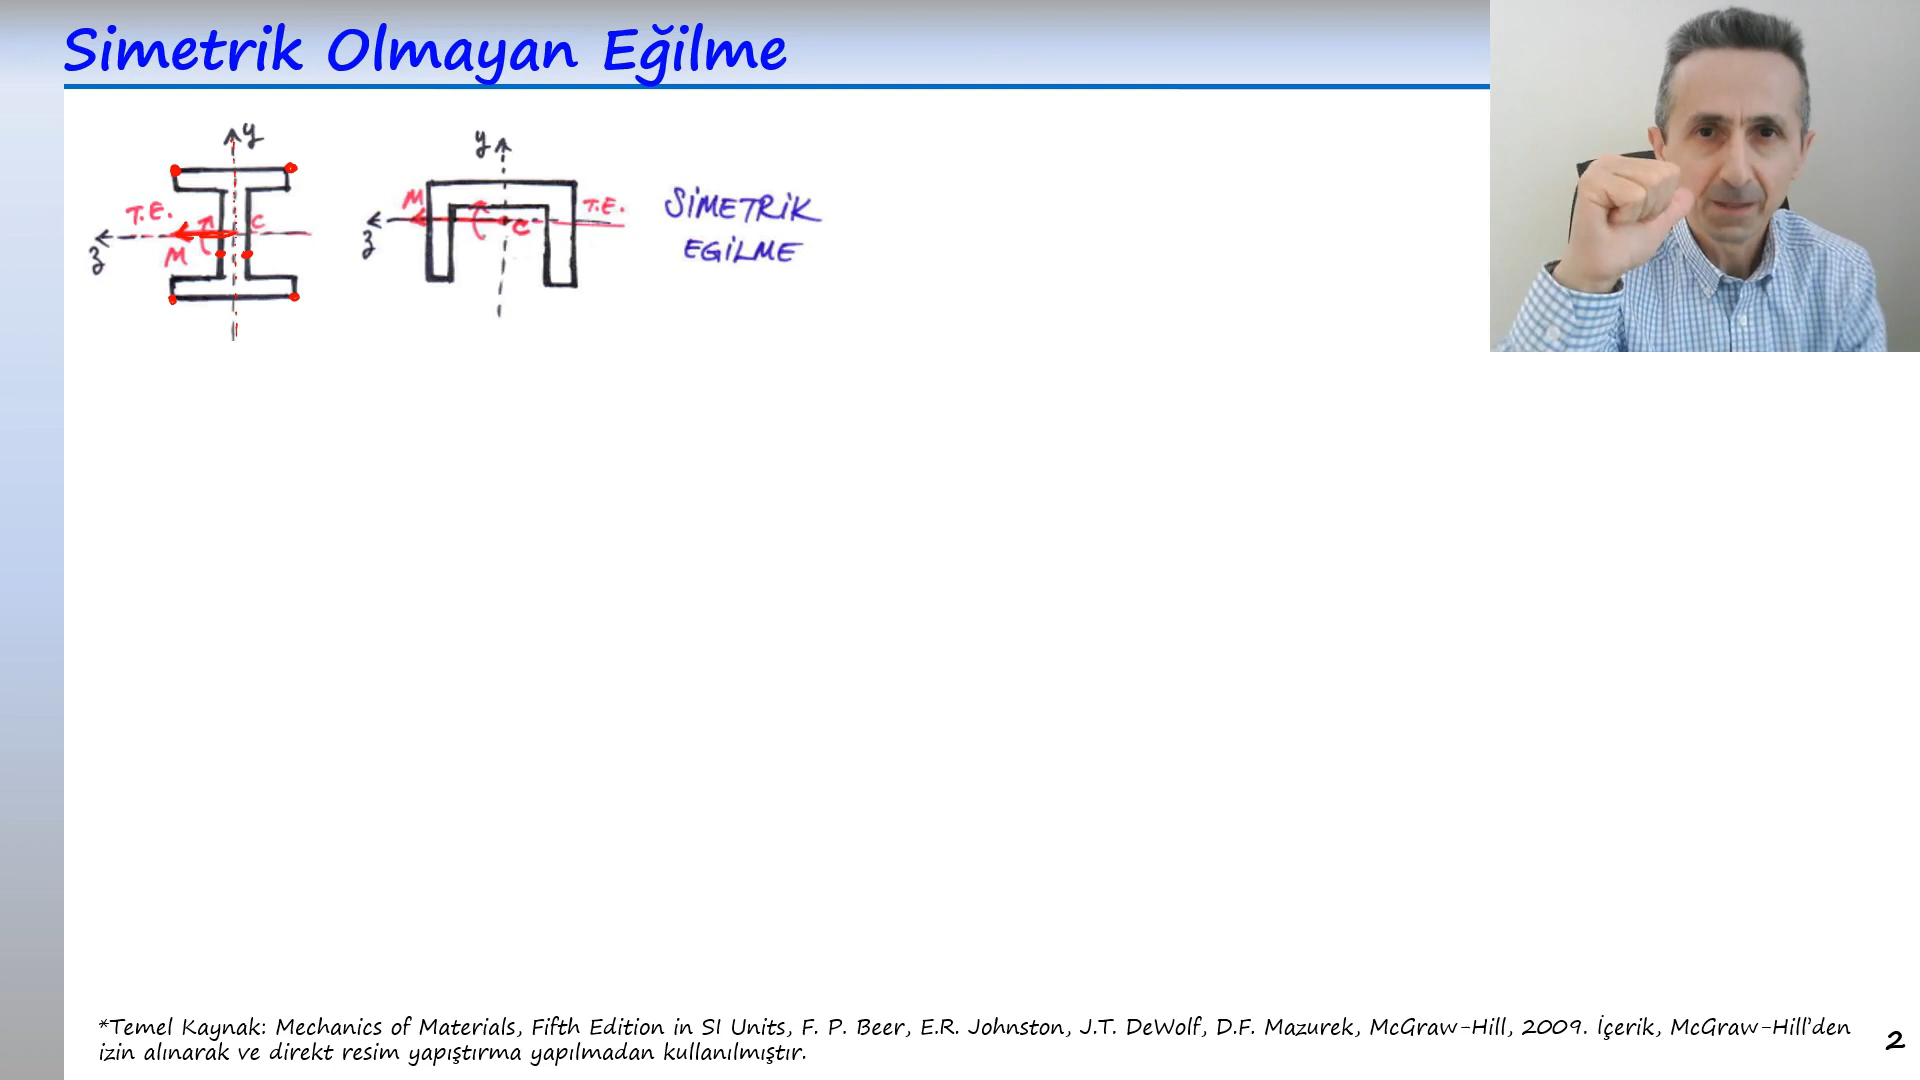 Simetrik Olmayan Eğilme
y
T.E.
C
z
M
y
M
T.E.
C
z
SİMETRİK
EGİLME
*Temel Kaynak: Mechanics of Materials, Fifth Edition in SI Units, F. P. Beer, E.R. Johnston, J.T. DeWolf, D.F. Mazurek, McGraw-Hill, 2009. İçerik, McGraw-Hill'den
izin alınarak ve direkt resim yapıştırma yapılmadan kullanılmıştır.
2